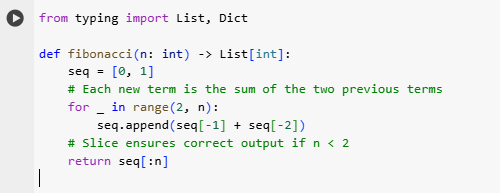 from typing import List, Dict

def fibonacci(n: int) -> List[int]:
    seq = [0, 1]
    # Each new term is the sum of the two previous terms
    for _ in range(2, n):
        seq.append(seq[-1] + seq[-2])
    # Slice ensures correct output if n < 2
    return seq[:n]